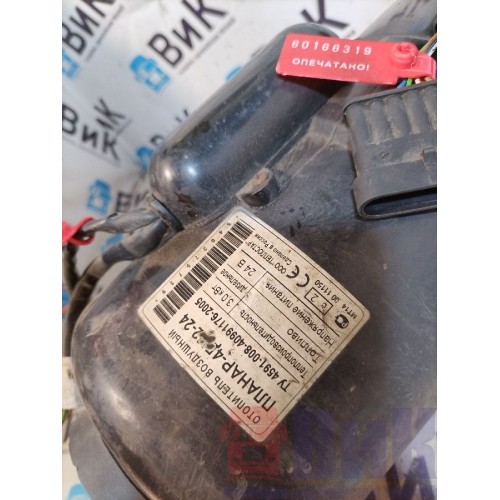 ВиК
ВиК
60166319
ОПЕЧАТАНО!
ОТОПИТЕЛЬ ВОЗДУШНЫЙ
ПЛАНАР 24
ТУ 4591-008-40991176-2005
Теплопроизводительность 3.0 кВт
Топливо дизельное
Напряжение питания 24 В
ООО "ТЕПЛОСТАР"
Сделано в России
МТ14
ВиК